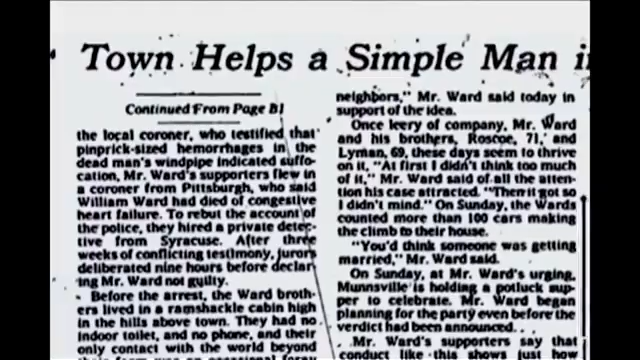 Town Helps a Simple Man i
Continued From Page B1
the local coroner, who testified that
pinprick-sized hemorrhages in the
dead man's windpipe indicated suffo-
cation, Mr. Ward's supporters flew in
a coroner from Pittsburgh, who said
William Ward had died of congestive
heart failure. To rebut the account of
the police, they hired a private detec-
tive from Syracuse. After three
weeks of conflicting testimony, jurors
deliberated nine hours before declar-
ing Mr. Ward not guilty.
Before the arrest, the Ward broth-
ers lived in a ramshackle cabin high
in the hills above town. They had no
indoor toilet, and no phone, and their
only contact with the world beyond
their farm was an occasional foray
neighbors," Mr. Ward said today in
support of the idea.
Once leery of company, Mr. Ward
and his brothers, Roscoe, 71, and
Lyman, 69, these days seem to thrive
on it, "At first I didn't think too much
of it," Mr. Ward said of all the atten-
tion his case attracted. "Then it got so
I didn't mind." On Sunday, the Wards
counted more than 100 cars making
the climb to their house.
"You'd think someone was getting
married," Mr. Ward said.
On Sunday, at Mr. Ward's urging,
Munnsville is holding a potluck sup-
per to celebrate. Mr. Ward began
planning for the party even before the
verdict had been announced.
Mr. Ward's supporters say that
conduct like this shows just how